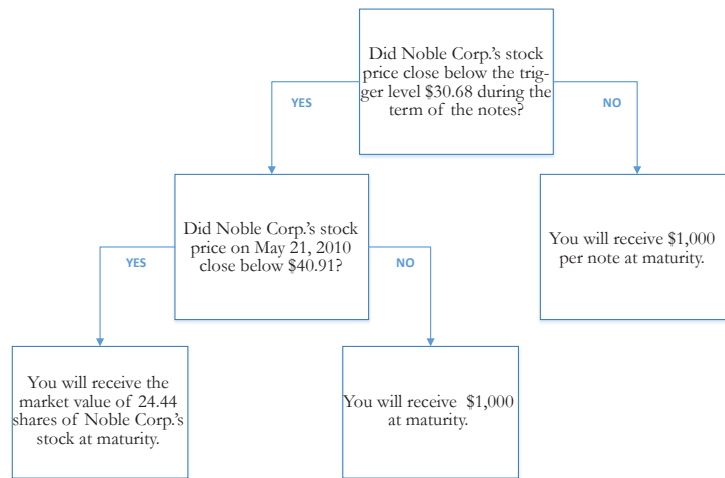 Did Noble Corp.'s stock
price close below the trig-
ger level $30.68 during the
term of the notes?
YES
NO
Did Noble Corp.'s stock
price on May 21, 2010
close below $40.91?
You will receive $1,000
per note at maturity.
YES
NO
You will receive the
market value of 24.44
shares of Noble Corp.'s
stock at maturity.
You will receive $1,000
at maturity.